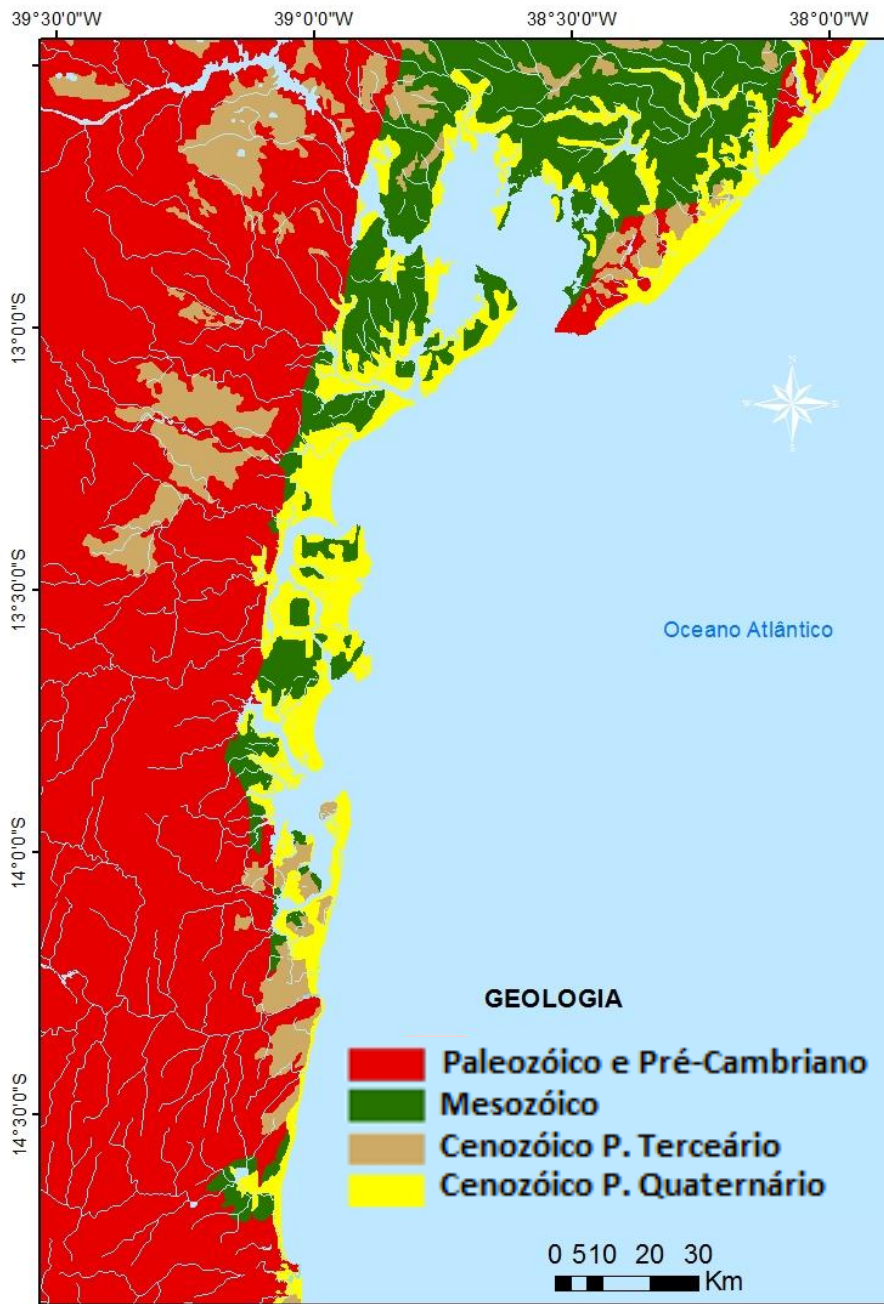 39°30'0"W 39°0'0"W 38°30'0"W 38°0'0"W
13°0'0"S
13°30'0"S
14°0'0"S
14°30'0"S
N
W E
S
Oceano Atlântico
GEOLOGIA
Paleozóico e Pré-Cambriano
Mesozóico
Cenozóico P. Terceário
Cenozóico P. Quaternário
0 510 20 30
Km